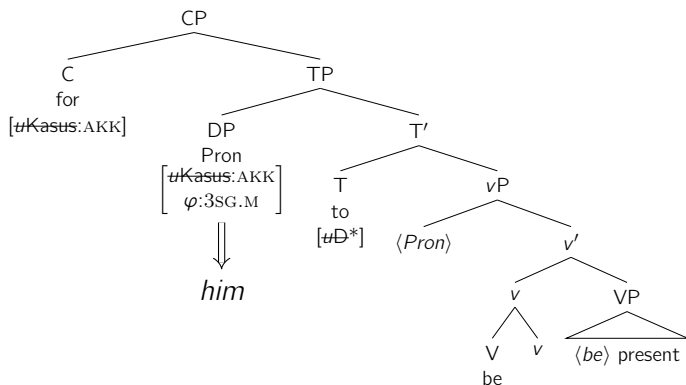 CP
C TP
for
[uKasus:AKK] DP T′
Pron
[uKasus:AKK T vP
φ:3SG.M] to
[uD*] ⟨Pron⟩ v′
him
v VP
V v ⟨be⟩ present
be